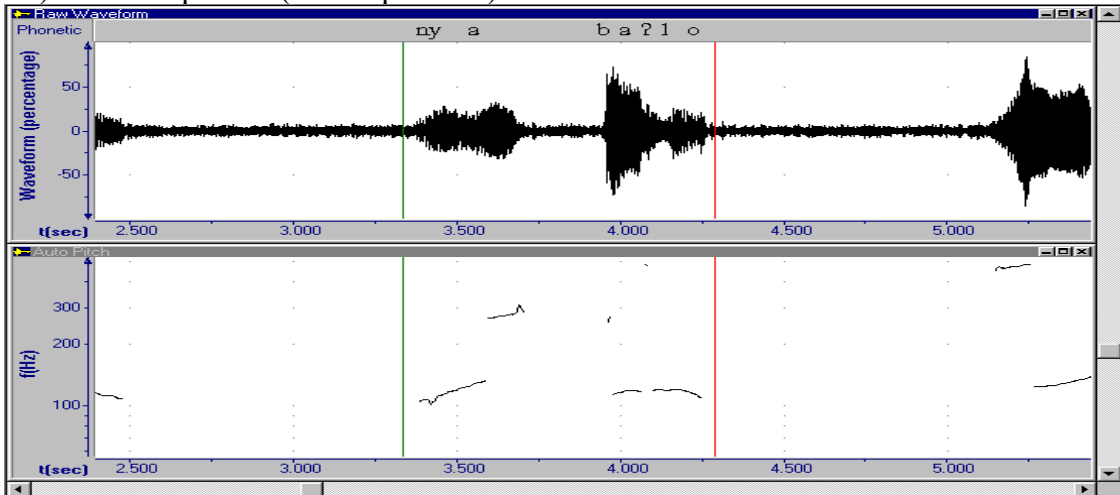 Raw Waveform
Phonetic ny a b a ʔ l o
Waveform (percentage)
50
0
-50
t(sec) 2.500 3.000 3.500 4.000 4.500 5.000
Auto Pitch
f(Hz)
300
200
100
t(sec) 2.500 3.000 3.500 4.000 4.500 5.000